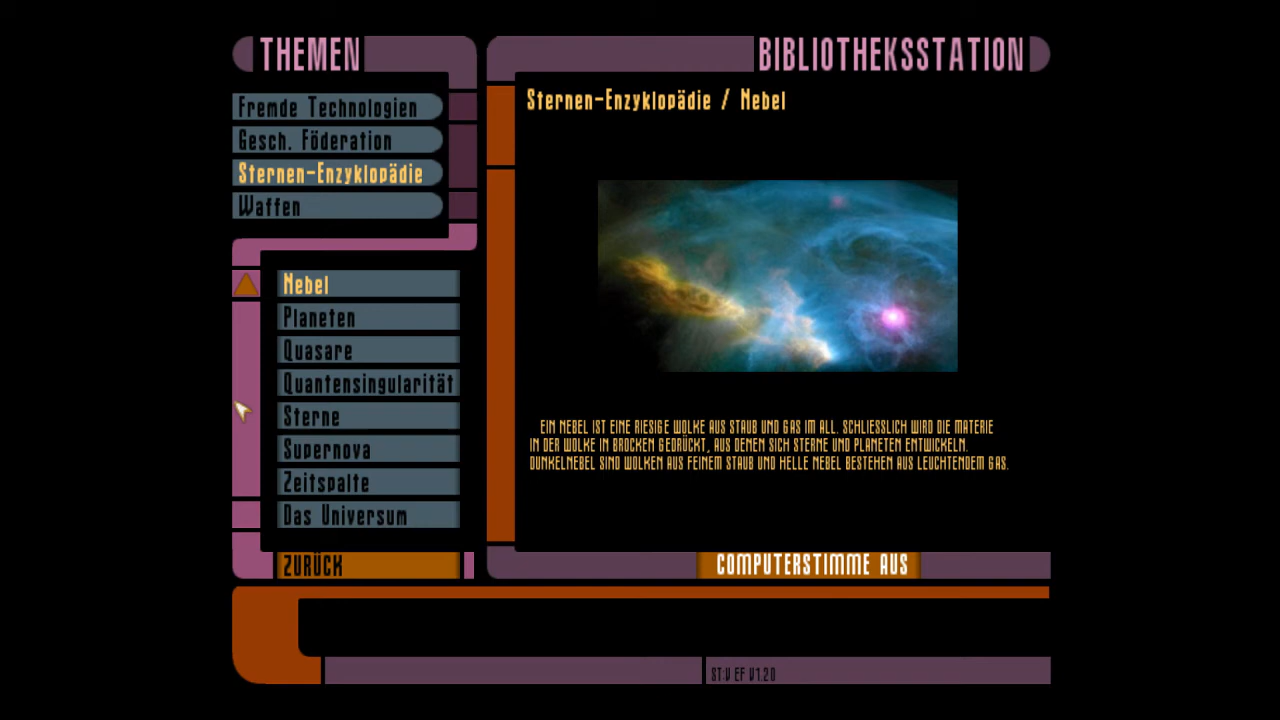 THEMEN
Fremde Technologien
Gesch. Föderation
Sternen-Enzyklopädie
Waffen
Nebel
Planeten
Quasare
Quantensingularität
Sterne
Supernova
Zeitspalte
Das Universum
ZURÜCK
BIBLIOTHEKSSTATION
Sternen-Enzyklopädie / Nebel
EIN NEBEL IST EINE RIESIGE WOLKE AUS STAUB UND GAS IM ALL. SCHLIESSLICH WIRD DIE MATERIE
IN DER WOLKE IN BROCKEN GEDRÜCKT, AUS DENEN SICH STERNE UND PLANETEN ENTWICKELN.
DUNKELNEBEL SIND WOLKEN AUS FEINEM STAUB UND HELLE NEBEL BESTEHEN AUS LEUCHTENDEM GAS.
COMPUTERSTIMME AUS
ST:V EF V1.20